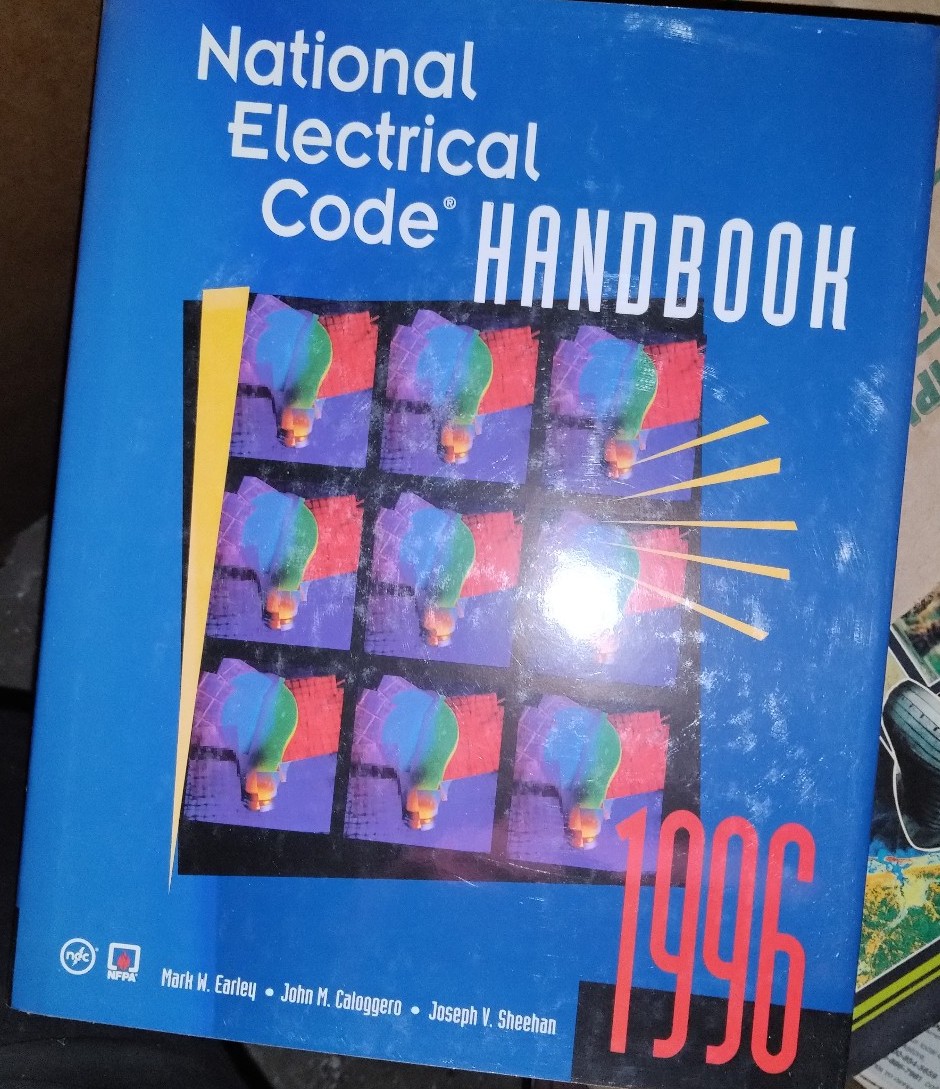 National
Electrical
Code® HANDBOOK
1996
nec®
NFPA®
Mark W. Earley • John M. Caloggero • Joseph V. Sheehan